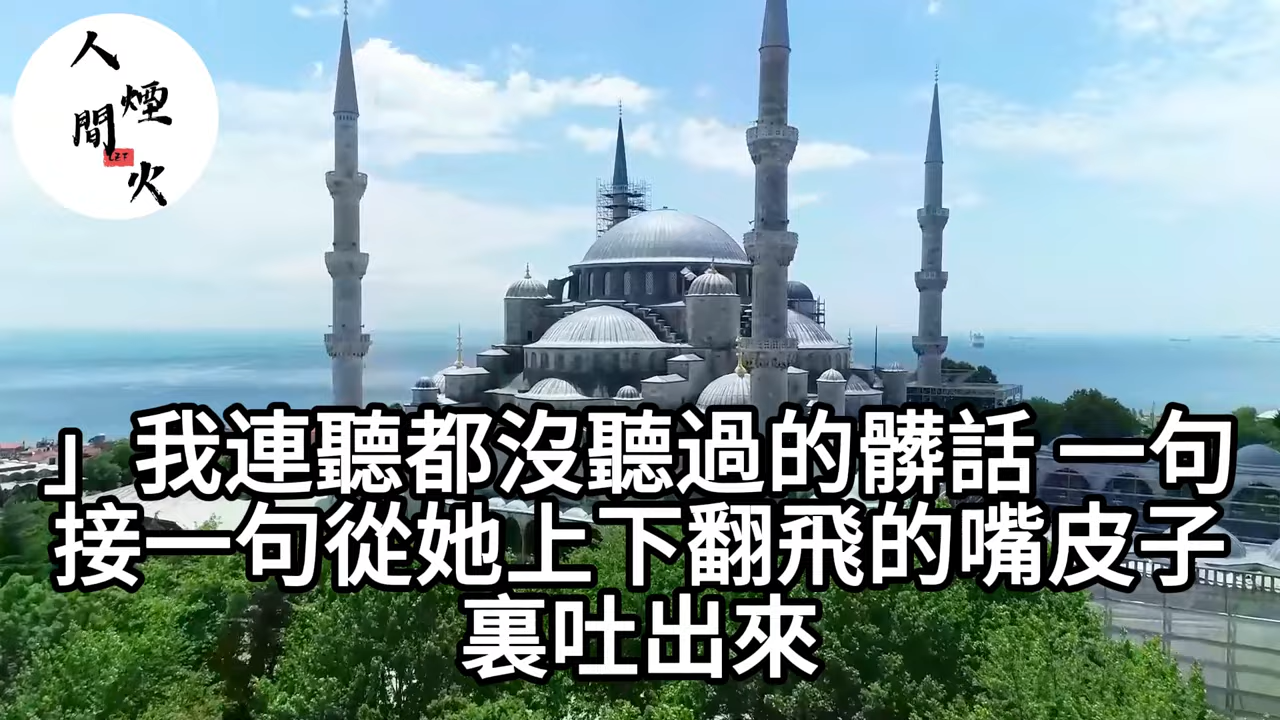 人間煙火
」我連聽都沒聽過的髒話 一句
接一句從她上下翻飛的嘴皮子
裏吐出來